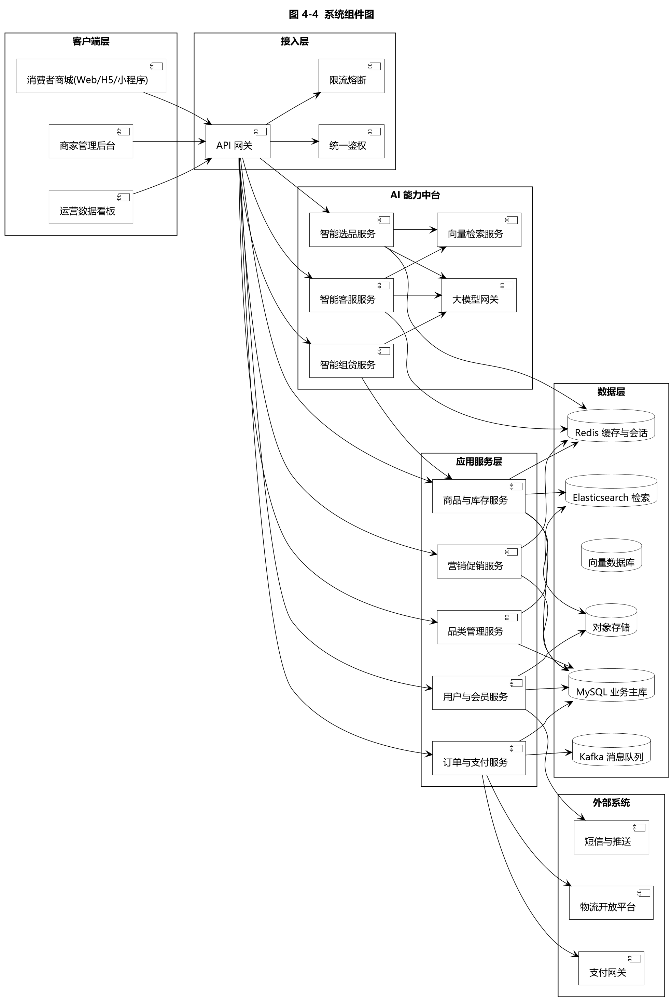 图 4-4  系统组件图
客户端层
消费者商城(Web/H5/小程序)
商家管理后台
运营数据看板
接入层
限流熔断
API 网关
统一鉴权
AI 能力中台
智能选品服务
向量检索服务
智能客服服务
大模型网关
智能组货服务
数据层
Redis 缓存与会话
Elasticsearch 检索
向量数据库
对象存储
MySQL 业务主库
Kafka 消息队列
应用服务层
商品与库存服务
营销促销服务
品类管理服务
用户与会员服务
订单与支付服务
外部系统
短信与推送
物流开放平台
支付网关